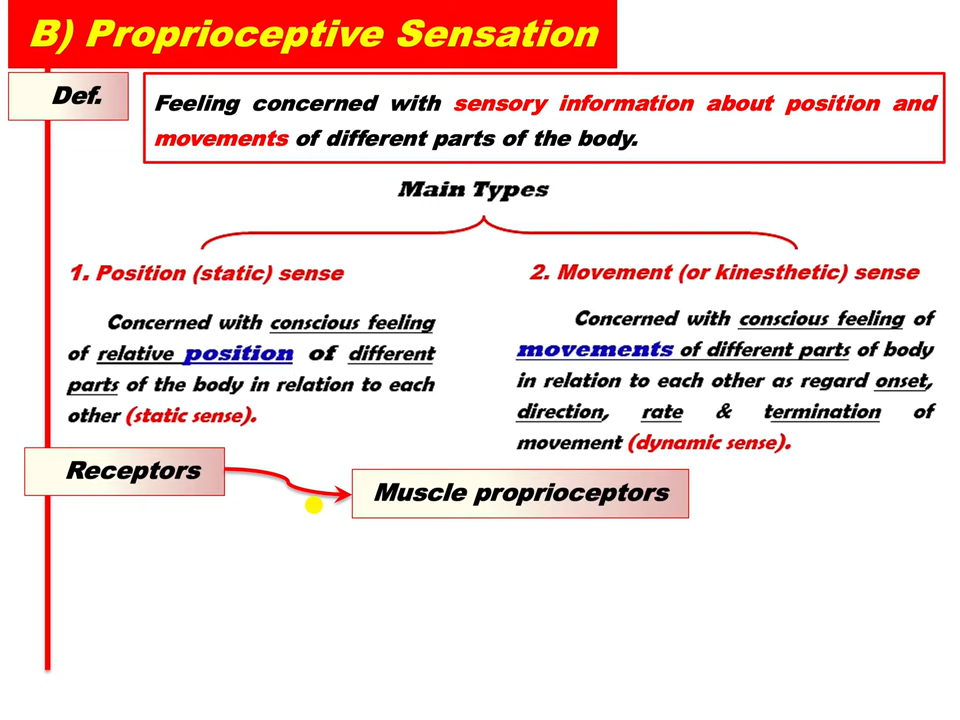 B) Proprioceptive Sensation
Def.
Feeling concerned with sensory information about position and
movements of different parts of the body.
Main Types
1. Position (static) sense
Concerned with conscious feeling
of relative position of different
parts of the body in relation to each
other (static sense).
2. Movement (or kinesthetic) sense
Concerned with conscious feeling of
movements of different parts of body
in relation to each other as regard onset,
direction, rate & termination of
movement (dynamic sense).
Receptors
Muscle proprioceptors